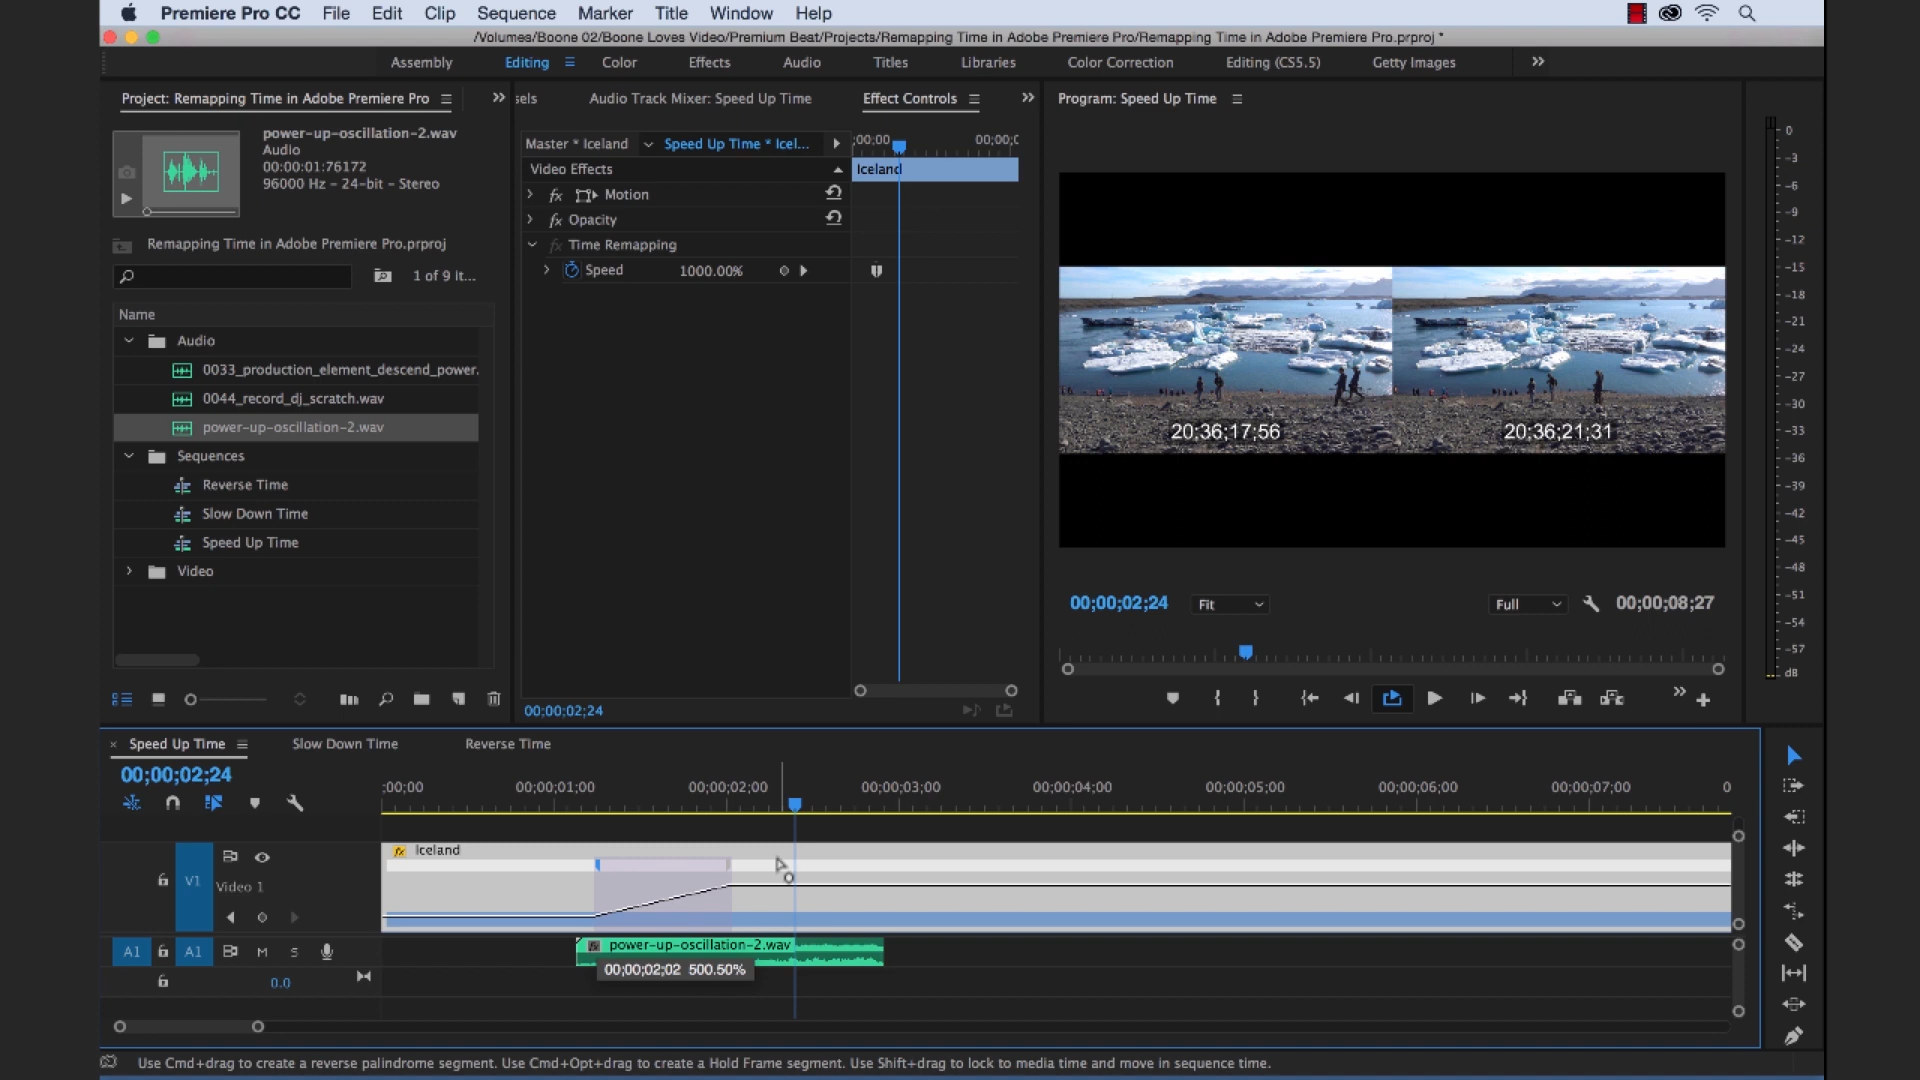 Premiere Pro CC File Edit Clip Sequence Marker Title Window Help
/Volumes/Boone 02/Boone Loves Video/Premium Beat/Projects/Remapping Time in Adobe Premiere Pro/Remapping Time in Adobe Premiere Pro.prproj *
Assembly Editing Color Effects Audio Titles Libraries Color Correction Editing (CS5.5) Getty Images
Project: Remapping Time in Adobe Premiere Pro
power-up-oscillation-2.wav
Audio
00:00:01:76172
96000 Hz - 24-bit - Stereo
Remapping Time in Adobe Premiere Pro.prproj
1 of 9 it...
Name
Audio
0033_production_element_descend_power.
0044_record_dj_scratch.wav
power-up-oscillation-2.wav
Sequences
Reverse Time
Slow Down Time
Speed Up Time
Video
sels Audio Track Mixer: Speed Up Time Effect Controls
Master * Iceland Speed Up Time * Icel...
;00;00 00;00;0
Video Effects
Iceland
fx Motion
fx Opacity
fx Time Remapping
Speed 1000.00%
00;00;02;24
Program: Speed Up Time
20:36:17;56 20:36:21;31
00;00;02;24 Fit Full 00;00;08;27
0
-3
-6
-9
-12
-15
-18
-21
-24
-27
-30
-33
-36
-39
-42
-45
-48
-51
-54
-57
dB
× Speed Up Time Slow Down Time Reverse Time
00;00;02;24
;00;00 00;00;01;00 00;00;02;00 00;00;03;00 00;00;04;00 00;00;05;00 00;00;06;00 00;00;07;00 0
fx Iceland
V1 Video 1
A1 A1 M S
power-up-oscillation-2.wav
00;00;02;02 500.50%
0.0
Use Cmd+drag to create a reverse palindrome segment. Use Cmd+Opt+drag to create a Hold Frame segment. Use Shift+drag to lock to media time and move in sequence time.